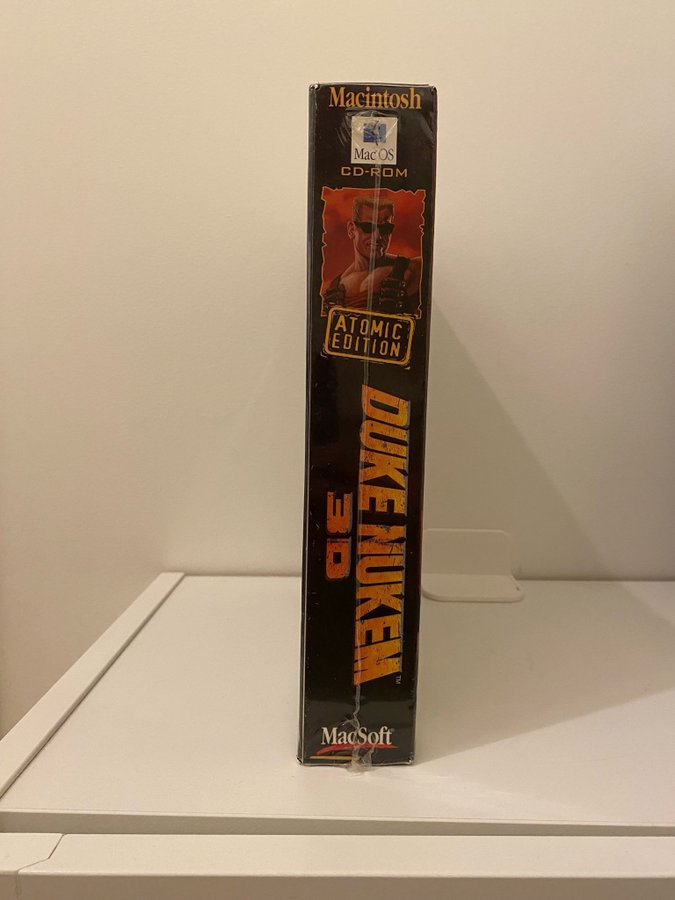 Macintosh
Mac OS
CD-ROM
ATOMIC
EDITION
DUKE NUKEM
3D
TM
MacSoft